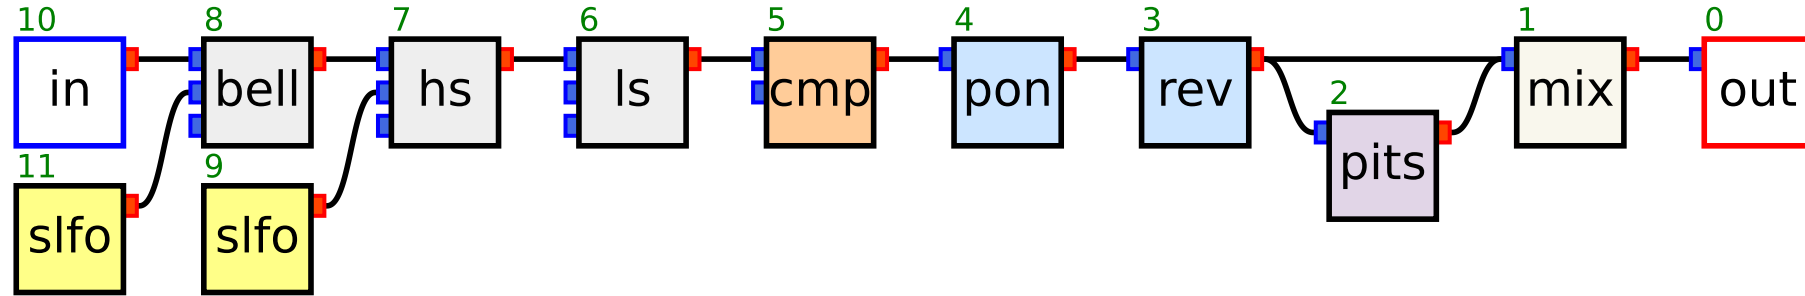 10 8 7 6 5 4 3 1 0
in bell hs ls cmp pon rev mix out
2
pits
11 9
slfo slfo